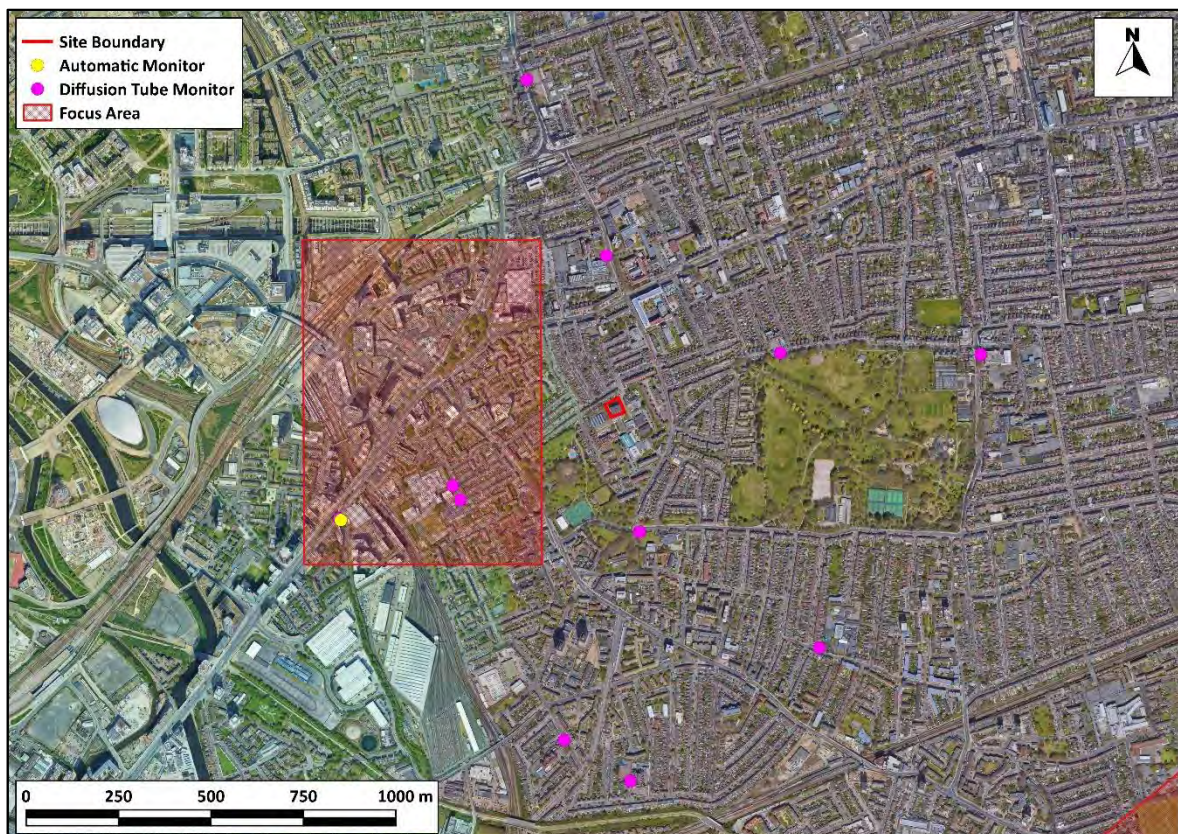 Site Boundary
Automatic Monitor
Diffusion Tube Monitor
Focus Area
N
0 250 500 750 1000 m